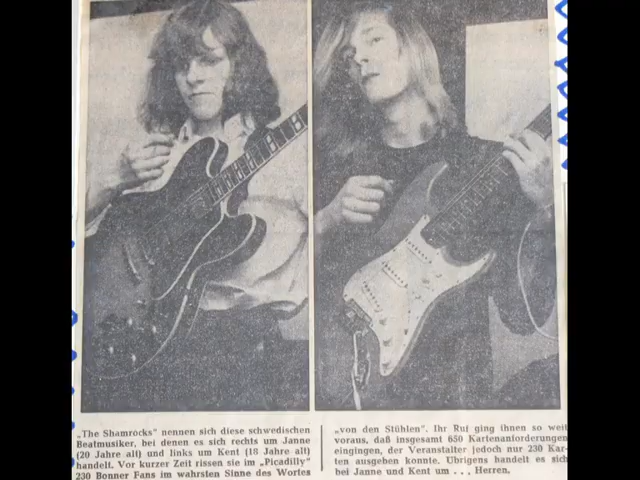 „The Shamrocks" nennen sich diese schwedischen
Beatmusiker, bei denen es sich rechts um Janne
(20 Jahre alt) und links um Kent (18 Jahre alt)
handelt. Vor kurzer Zeit rissen sie im „Picadilly"
230 Bonner Fans im wahrsten Sinne des Wortes
„von den Stühlen". Ihr Ruf ging ihnen so weit
voraus, daß insgesamt 650 Kartenanforderungen
eingingen, der Veranstalter jedoch nur 230 Kar-
ten ausgeben konnte. Übrigens handelt es sich
bei Janne und Kent um . . . Herren.